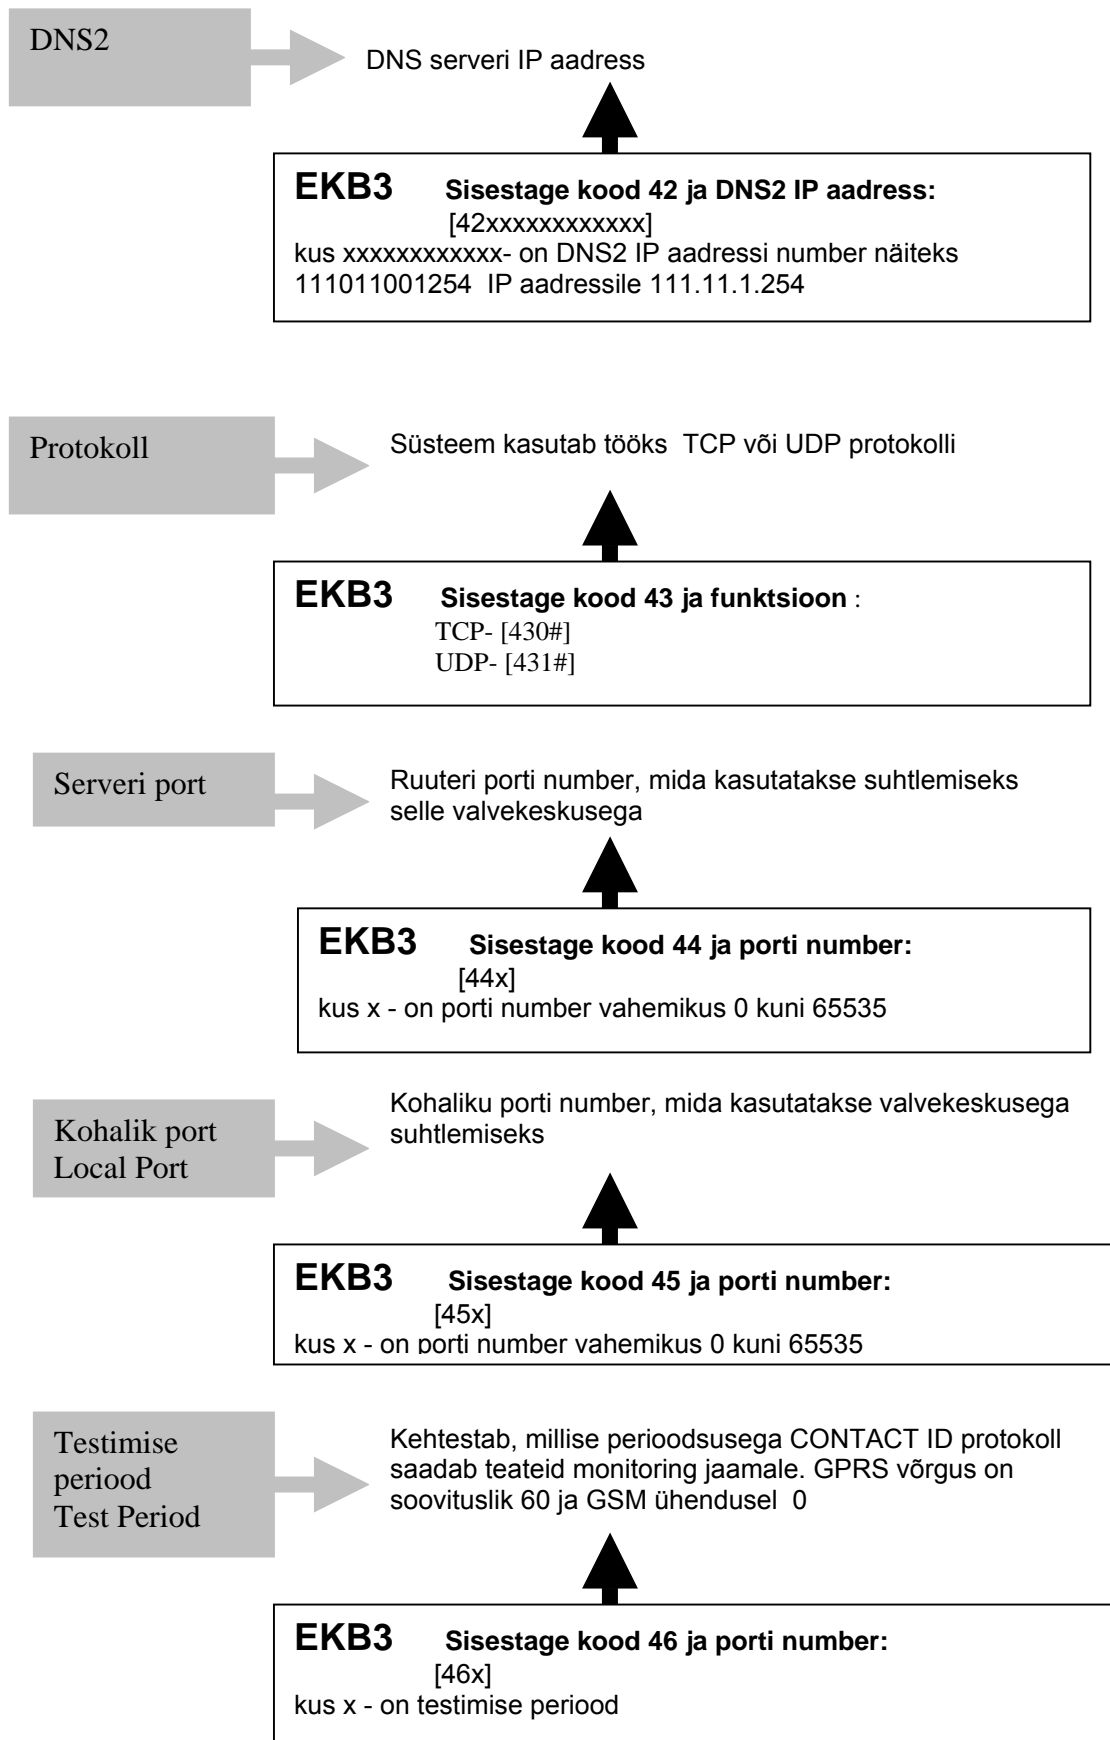 DNS2
DNS serveri IP aadress
EKB3 Sisestage kood 42 ja DNS2 IP aadress:
[42xxxxxxxxxxxx]
kus xxxxxxxxxxxx- on DNS2 IP aadressi number näiteks
111011001254 IP aadressile 111.11.1.254
Protokoll
Süsteem kasutab tööks TCP või UDP protokolli
EKB3 Sisestage kood 43 ja funktsioon :
TCP- [430#]
UDP- [431#]
Serveri port
Ruuteri porti number, mida kasutatakse suhtlemiseks
selle valvekeskusega
EKB3 Sisestage kood 44 ja porti number:
[44x]
kus x - on porti number vahemikus 0 kuni 65535
Kohalik port
Local Port
Kohaliku porti number, mida kasutatakse valvekeskusega
suhtlemiseks
EKB3 Sisestage kood 45 ja porti number:
[45x]
kus x - on porti number vahemikus 0 kuni 65535
Testimise
periood
Test Period
Kehtestab, millise perioodsusega CONTACT ID protokoll
saadab teateid monitoring jaamale. GPRS võrgus on
soovituslik 60 ja GSM ühendusel 0
EKB3 Sisestage kood 46 ja porti number:
[46x]
kus x - on testimise periood